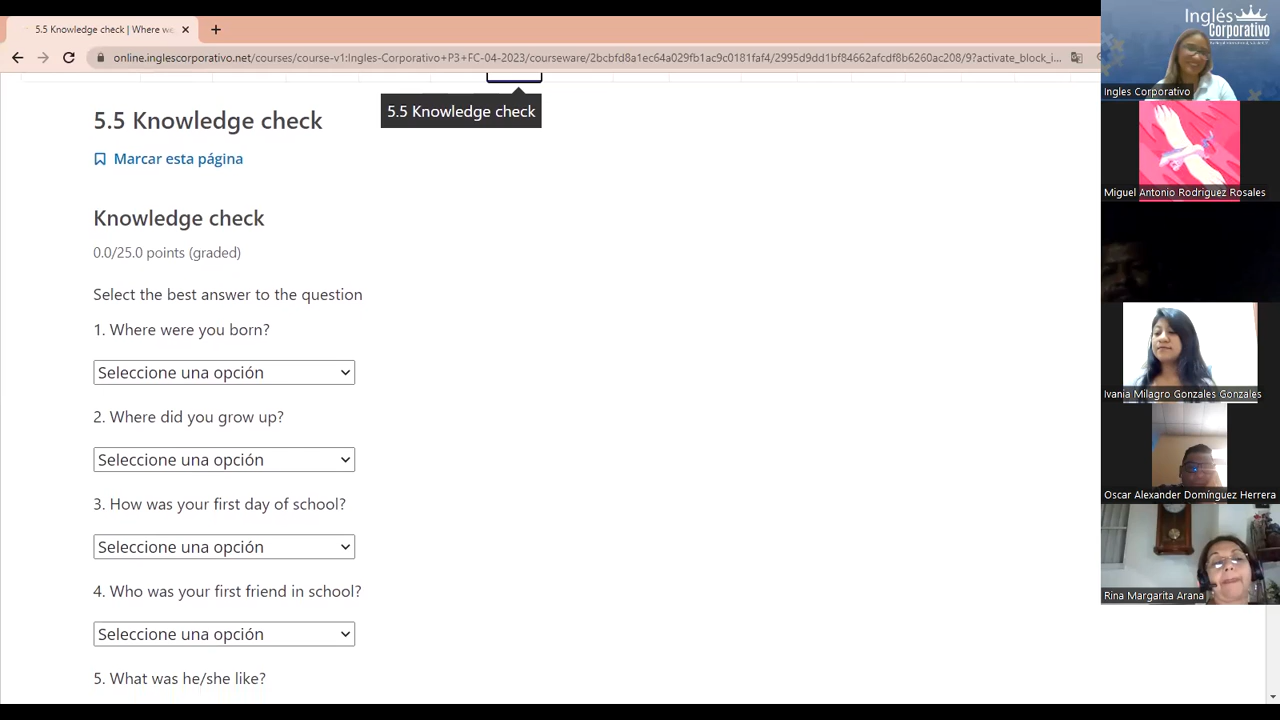 5.5 Knowledge check | Where we
online.inglescorporativo.net/courses/course-v1:Ingles-Corporativo+P3+FC-04-2023/courseware/2bcbfd8a1ec64a029fb1ac9c0181faf4/2995d9dd1bf84662afcdf8b6260ac208/9?activate_block_i...
5.5 Knowledge check
5.5 Knowledge check
Marcar esta página
Knowledge check
0.0/25.0 points (graded)
Select the best answer to the question
1. Where were you born?
Seleccione una opción
2. Where did you grow up?
Seleccione una opción
3. How was your first day of school?
Seleccione una opción
4. Who was your first friend in school?
Seleccione una opción
5. What was he/she like?
Inglés
Corporativo
Ingles Corporativo
Miguel Antonio Rodriguez Rosales
Ivania Milagro Gonzales Gonzales
Oscar Alexander Domínguez Herrera
Rina Margarita Arana